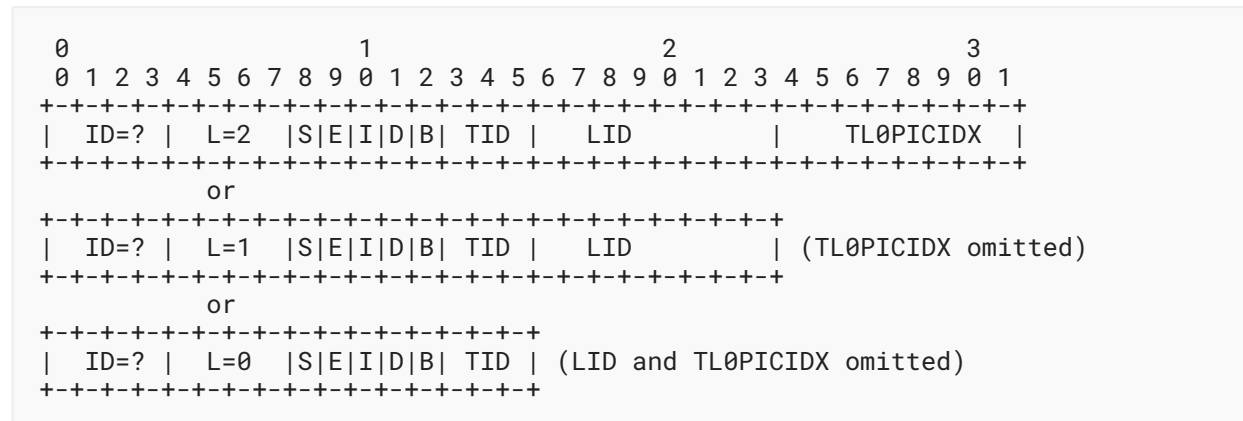 0                   1                   2                   3
 0 1 2 3 4 5 6 7 8 9 0 1 2 3 4 5 6 7 8 9 0 1 2 3 4 5 6 7 8 9 0 1
+-+-+-+-+-+-+-+-+-+-+-+-+-+-+-+-+-+-+-+-+-+-+-+-+-+-+-+-+-+-+-+-+
|  ID=? |  L=2  |S|E|I|D|B| TID |   LID         |    TL0PICIDX  |
+-+-+-+-+-+-+-+-+-+-+-+-+-+-+-+-+-+-+-+-+-+-+-+-+-+-+-+-+-+-+-+-+
           or
+-+-+-+-+-+-+-+-+-+-+-+-+-+-+-+-+-+-+-+-+-+-+-+-+
|  ID=? |  L=1  |S|E|I|D|B| TID |   LID         | (TL0PICIDX omitted)
+-+-+-+-+-+-+-+-+-+-+-+-+-+-+-+-+-+-+-+-+-+-+-+-+
           or
+-+-+-+-+-+-+-+-+-+-+-+-+-+-+-+-+
|  ID=? |  L=0  |S|E|I|D|B| TID | (LID and TL0PICIDX omitted)
+-+-+-+-+-+-+-+-+-+-+-+-+-+-+-+-+